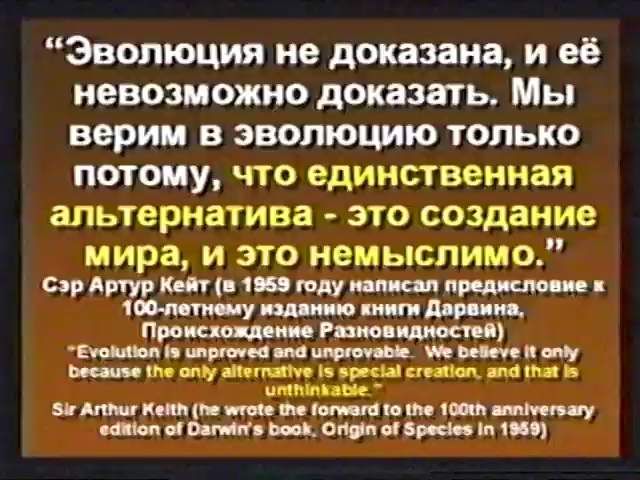 “Эволюция не доказана, и её
невозможно доказать. Мы
верим в эволюцию только
потому, что единственная
альтернатива - это создание
мира, и это немыслимо.”
Сэр Артур Кейт (в 1959 году написал предисловие к
100-летнему изданию книги Дарвина,
Происхождение Разновидностей)
"Evolution is unproved and unprovable. We believe it only
because the only alternative is special creation, and that is
unthinkable."
Sir Arthur Keith (he wrote the forward to the 100th anniversary
edition of Darwin's book, Origin of Species in 1959)